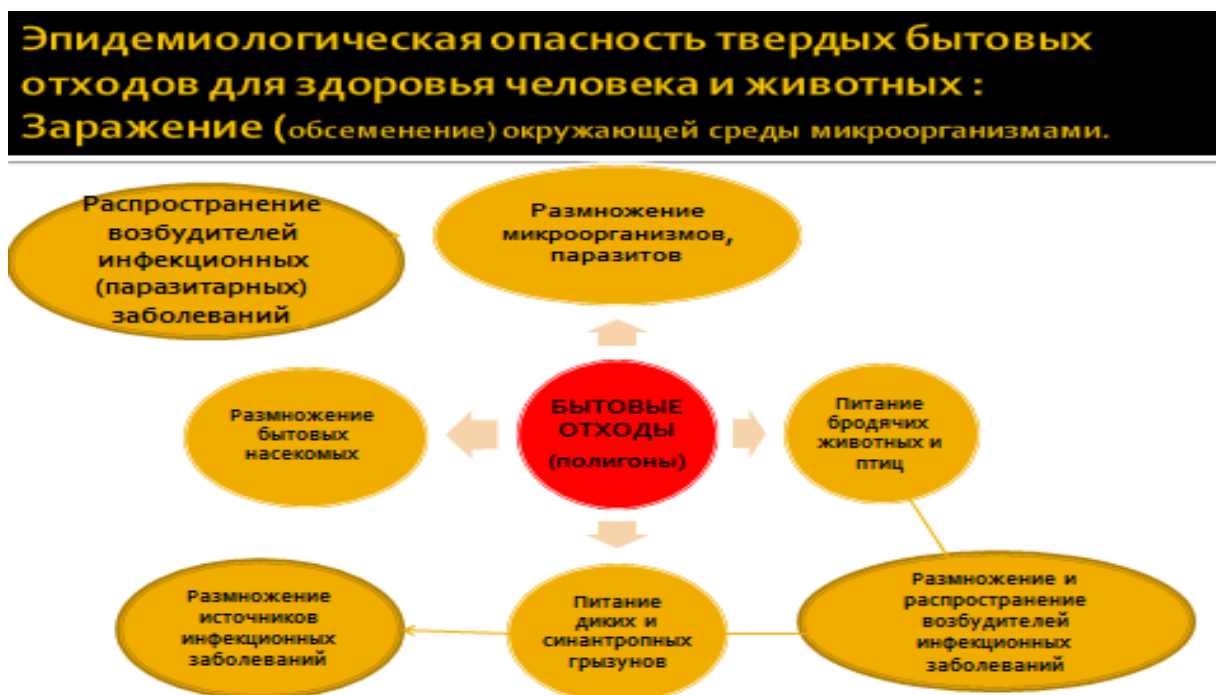 Эпидемиологическая опасность твердых бытовых
отходов для здоровья человека и животных :
Заражение (обсеменение) окружающей среды микроорганизмами.
Распространение
возбудителей
инфекционных
(паразитарных)
заболеваний
Размножение
микроорганизмов,
паразитов
Размножение
бытовых
насекомых
БЫТОВЫЕ
ОТХОДЫ
(полигоны)
Питание
бродячих
животных и
птиц
Размножение
источников
инфекционных
заболеваний
Питание
диких и
синантропных
грызунов
Размножение и
распространение
возбудителей
инфекционных
заболеваний